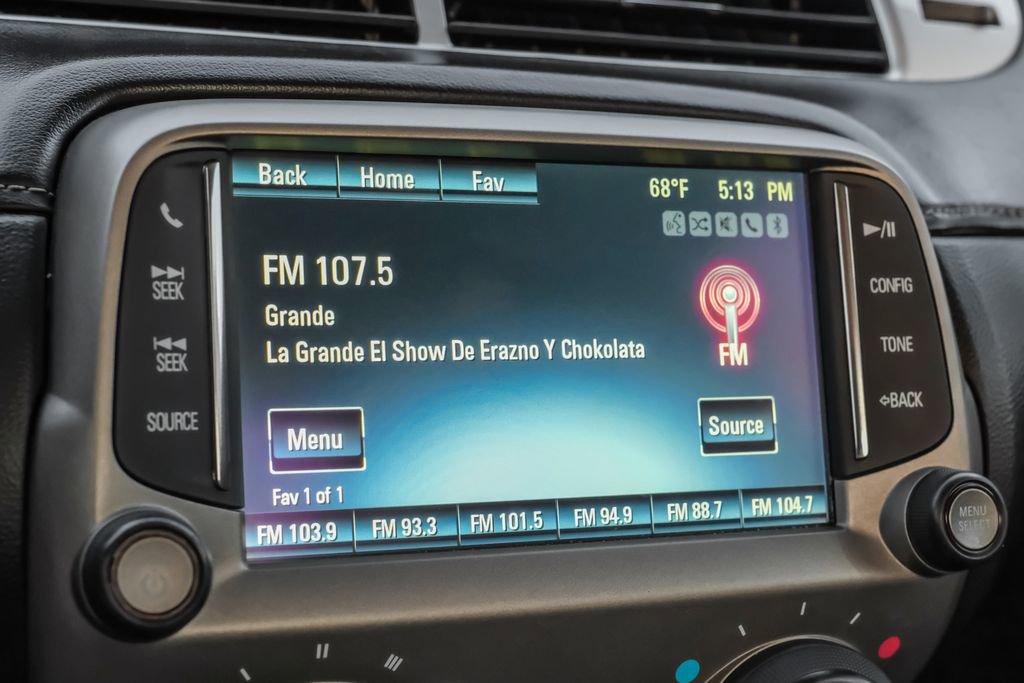 Back Home Fav
68°F 5:13 PM
FM 107.5
Grande
La Grande El Show De Erazno Y Chokolata
FM
Menu
Source
Fav 1 of 1
FM 103.9 FM 93.3 FM 101.5 FM 94.9 FM 88.7 FM 104.7
SEEK
SEEK
SOURCE
CONFIG
TONE
BACK
MENU
SELECT